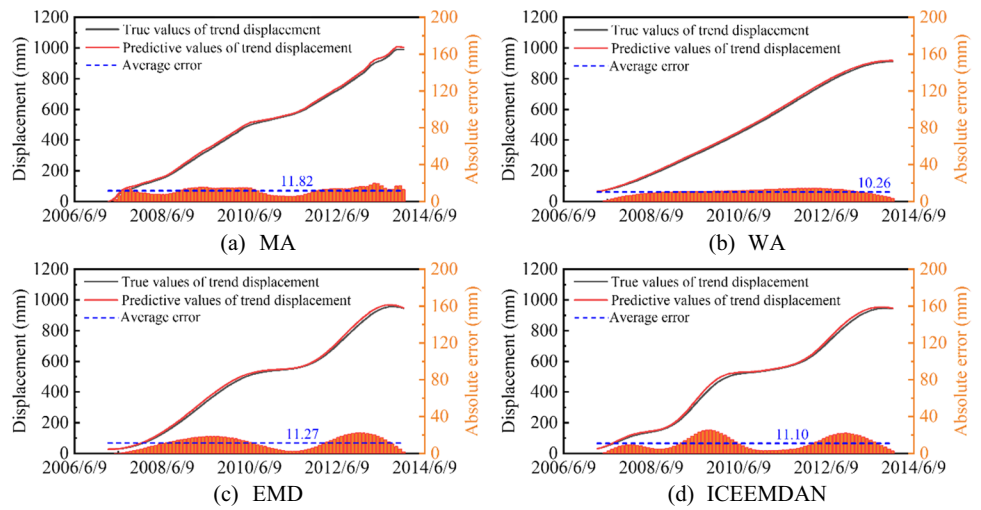 1200
1000
800
600
400
200
0
Displacement (mm)
True values of trend displacement
Predictive values of trend displacement
Average error
11.82
200
160
120
80
40
0
Absolute error (mm)
2006/6/9 2008/6/9 2010/6/9 2012/6/9 2014/6/9
(a) MA
1200
1000
800
600
400
200
0
Displacement (mm)
True values of trend displacement
Predictive values of trend displacement
Average error
10.26
200
160
120
80
40
0
Absolute error (mm)
2006/6/9 2008/6/9 2010/6/9 2012/6/9 2014/6/9
(b) WA
1200
1000
800
600
400
200
0
Displacement (mm)
True values of trend displacement
Predictive values of trend displacement
Average error
11.27
200
160
120
80
40
0
Absolute error (mm)
2006/6/9 2008/6/9 2010/6/9 2012/6/9 2014/6/9
(c) EMD
1200
1000
800
600
400
200
0
Displacement (mm)
True values of trend displacement
Predictive values of trend displacement
Average error
11.10
200
160
120
80
40
0
Absolute error (mm)
2006/6/9 2008/6/9 2010/6/9 2012/6/9 2014/6/9
(d) ICEEMDAN